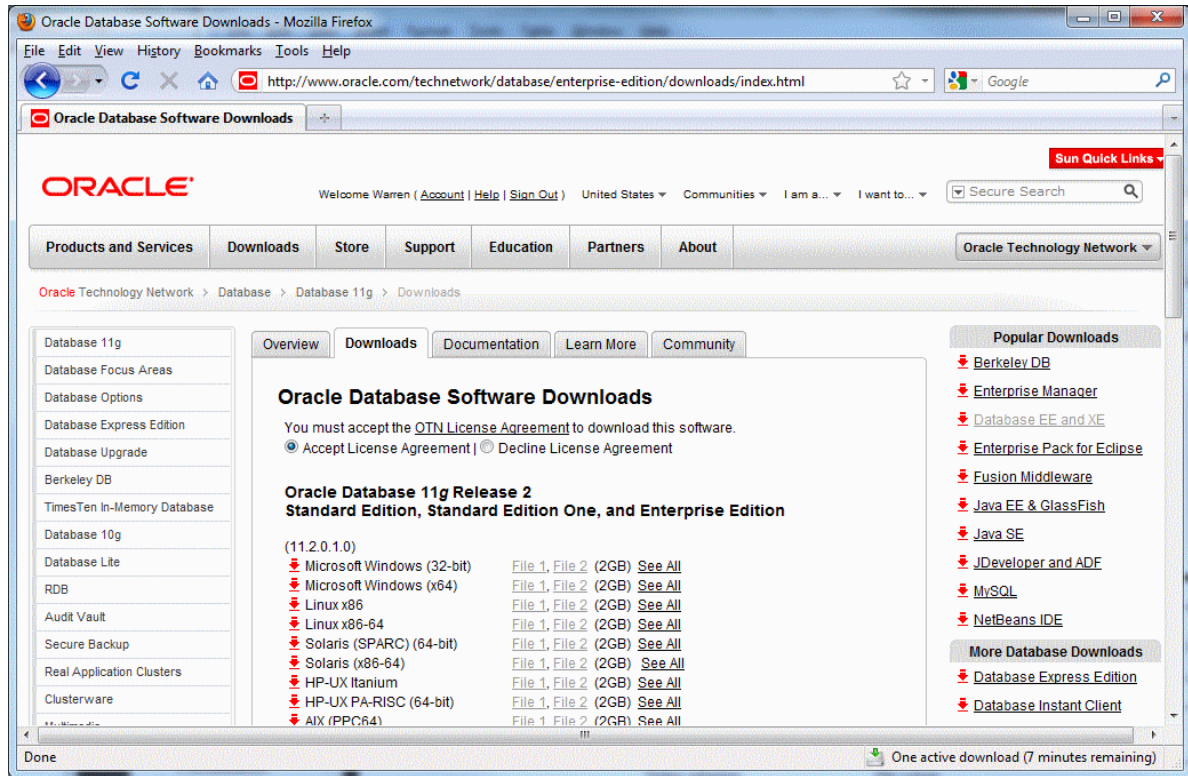 Oracle Database Software Downloads - Mozilla Firefox
File Edit View History Bookmarks Tools Help
http://www.oracle.com/technetwork/database/enterprise-edition/downloads/index.html
Google
Oracle Database Software Downloads
Sun Quick Links
ORACLE
Welcome Warren ( Account | Help | Sign Out ) United States Communities I am a... I want to... Secure Search
Products and Services Downloads Store Support Education Partners About Oracle Technology Network
Oracle Technology Network > Database > Database 11g > Downloads
Database 11g
Database Focus Areas
Database Options
Database Express Edition
Database Upgrade
Berkeley DB
TimesTen In-Memory Database
Database 10g
Database Lite
RDB
Audit Vault
Secure Backup
Real Application Clusters
Clusterware
Multimedia
Overview Downloads Documentation Learn More Community
Oracle Database Software Downloads
You must accept the OTN License Agreement to download this software.
Accept License Agreement | Decline License Agreement
Oracle Database 11g Release 2
Standard Edition, Standard Edition One, and Enterprise Edition
(11.2.0.1.0)
Microsoft Windows (32-bit) File 1, File 2 (2GB) See All
Microsoft Windows (x64) File 1, File 2 (2GB) See All
Linux x86 File 1, File 2 (2GB) See All
Linux x86-64 File 1, File 2 (2GB) See All
Solaris (SPARC) (64-bit) File 1, File 2 (2GB) See All
Solaris (x86-64) File 1, File 2 (2GB) See All
HP-UX Itanium File 1, File 2 (2GB) See All
HP-UX PA-RISC (64-bit) File 1, File 2 (2GB) See All
AIX (PPC64) File 1, File 2 (2GB) See All
Popular Downloads
Berkeley DB
Enterprise Manager
Database EE and XE
Enterprise Pack for Eclipse
Fusion Middleware
Java EE & GlassFish
Java SE
JDeveloper and ADF
MySQL
NetBeans IDE
More Database Downloads
Database Express Edition
Database Instant Client
Done
One active download (7 minutes remaining)